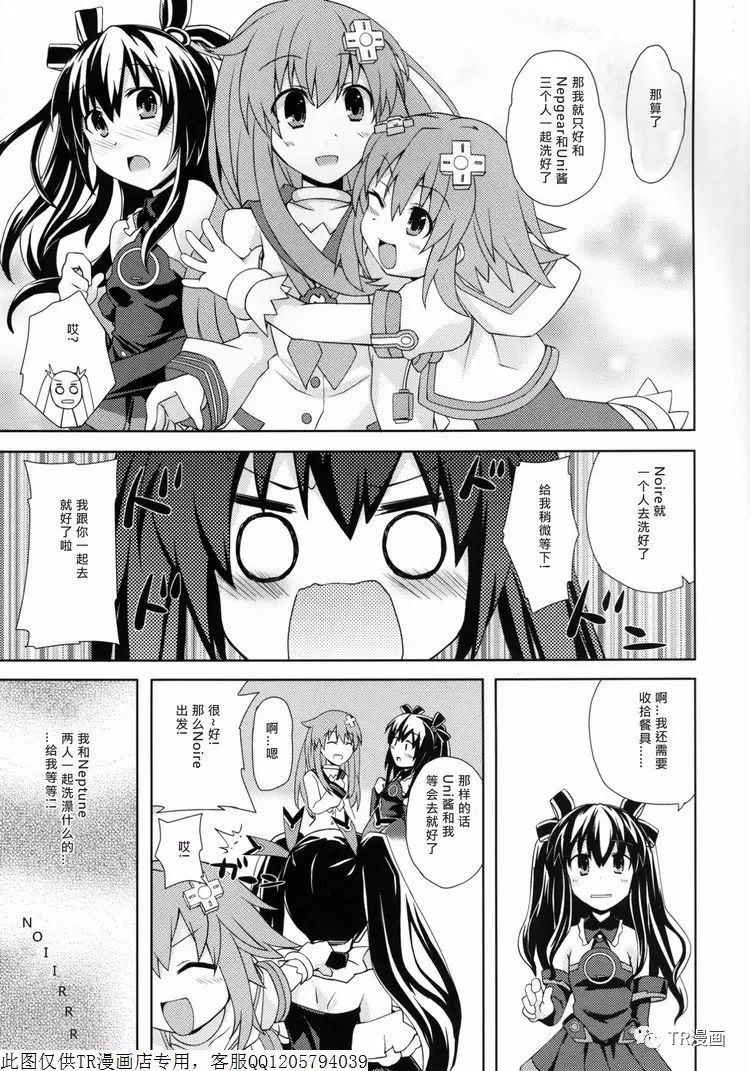 那算了
那我就只好和
Nepgear和Uni酱
三个人一起洗好了
哎?
Noire就
一个人去洗好了
给我稍微等下!
我跟你一起去
就好了啦
ドドドン
啊...我还需要
收拾餐具...
那样的话
Uni酱和我
等会去就好了
啊...嗯
很~好!
那么Noire
出发!
哎!
我和Neptune
两人一起洗澡什么的...
...给我等等!!
NOIIRRR
TR漫画
此图仅供TR漫画店专用，客服QQ1205794039